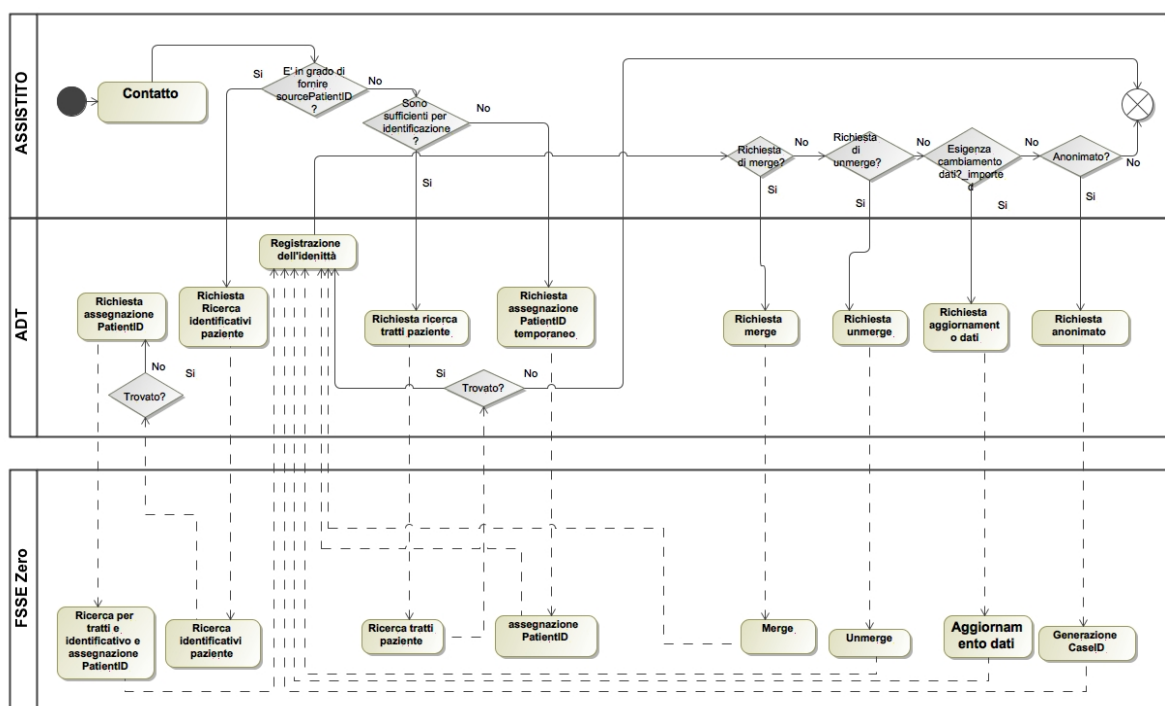 ASSISTITO
Contatto
Si
E' in grado di
fornire
sourcePatientID
?
No
Sono
sufficienti per
identificazione
?
No
Si
Richiesta
di merge?
No
Si
Richiesta
di
unmerge?
No
Si
Esigenza
cambiamento
dati?_importe
d
No
Si
Anonimato?
No
Si
ADT
Registrazione
dell'idenittà
Richiesta
assegnazione
PatientID
Richiesta
Ricerca
identificativi
paziente
Richiesta ricerca
tratti paziente
Richiesta
assegnazione
PatientID
temporaneo
Richiesta
merge
Richiesta
unmerge
Richiesta
aggiornament
o dati
Richiesta
anonimato
No
Si
Trovato?
Si
Trovato?
No
FSSE Zero
Ricerca per
tratti e
identificativo e
assegnazione
PatientID
Ricerca
identificativi
paziente
Ricerca tratti
paziente
assegnazione
PatientID
Merge
Unmerge
Aggiornam
ento dati
Generazione
CaseID